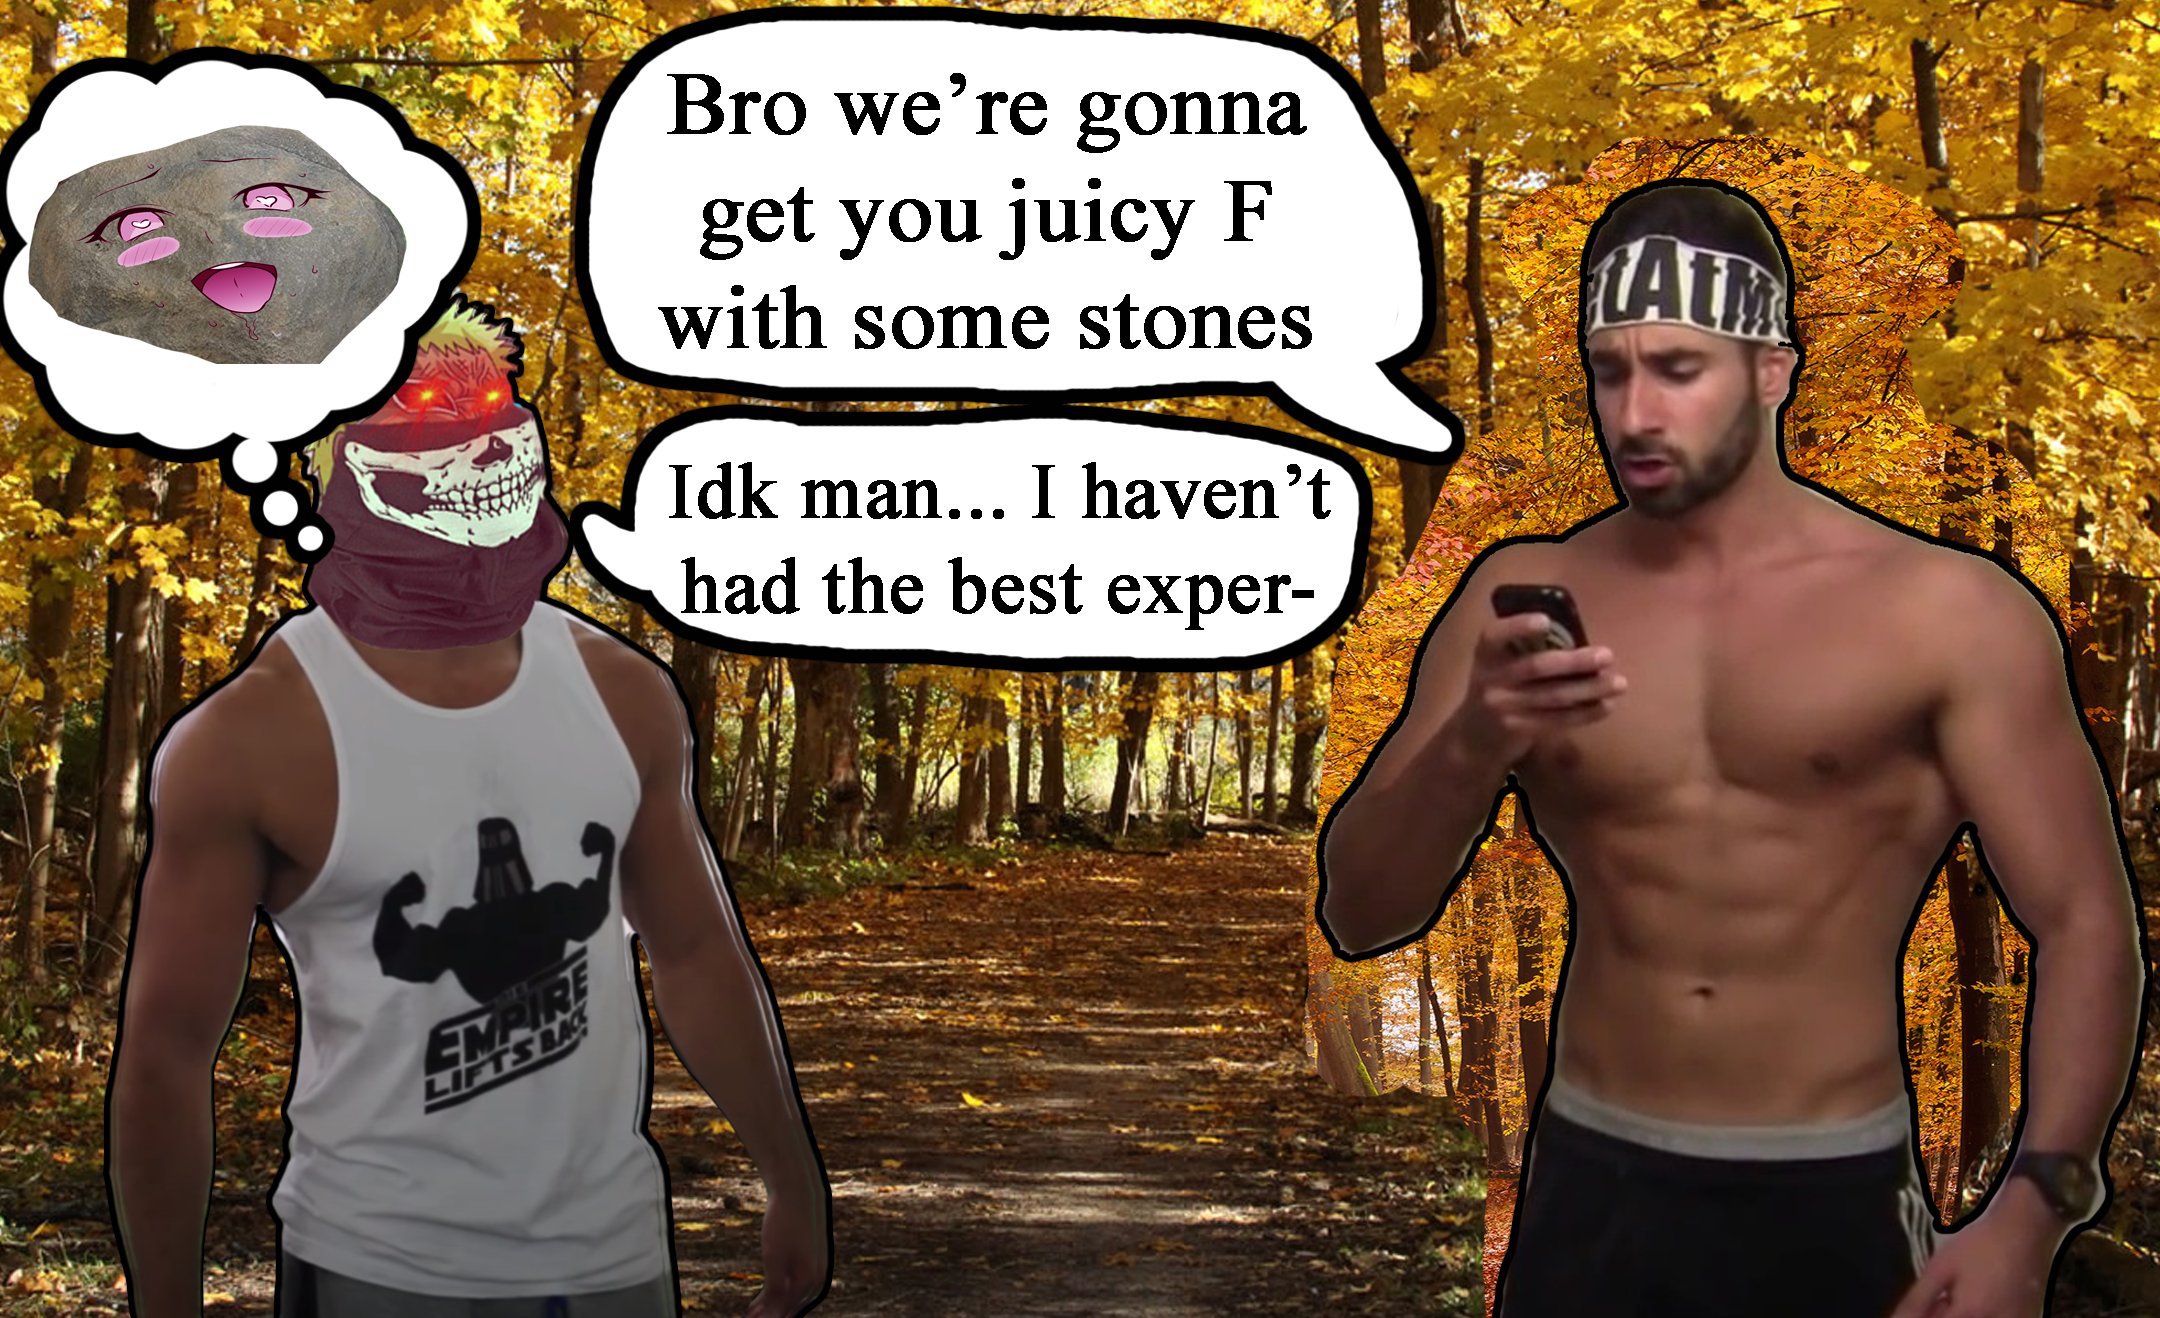 Bro we’re gonna
get you juicy F
with some stones
Idk man... I haven’t
had the best exper-
tAtM
EMPIRE
LIFTS BACK